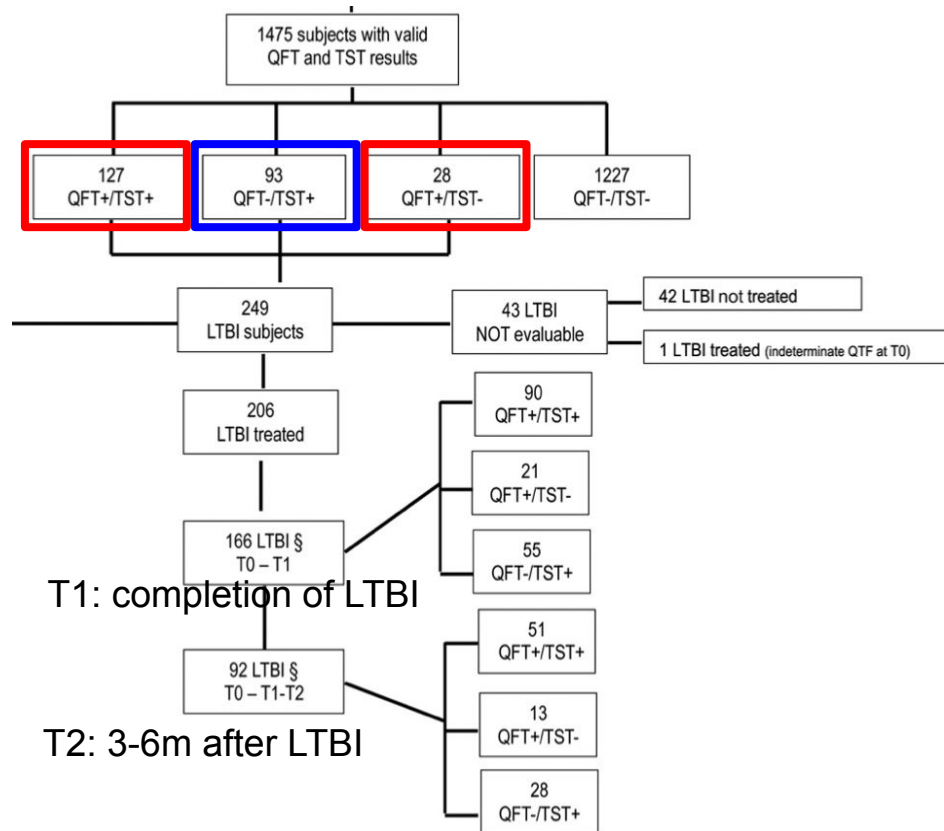 1475 subjects with valid
QFT and TST results
127
QFT+/TST+
93
QFT-/TST+
28
QFT+/TST-
1227
QFT-/TST-
249
LTBI subjects
43 LTBI
NOT evaluable
42 LTBI not treated
1 LTBI treated (indeterminate QTF at T0)
206
LTBI treated
90
QFT+/TST+
21
QFT+/TST-
55
QFT-/TST+
166 LTBI §
T0 – T1
T1: completion of LTBI
51
QFT+/TST+
13
QFT+/TST-
28
QFT-/TST+
92 LTBI §
T0 – T1-T2
T2: 3-6m after LTBI